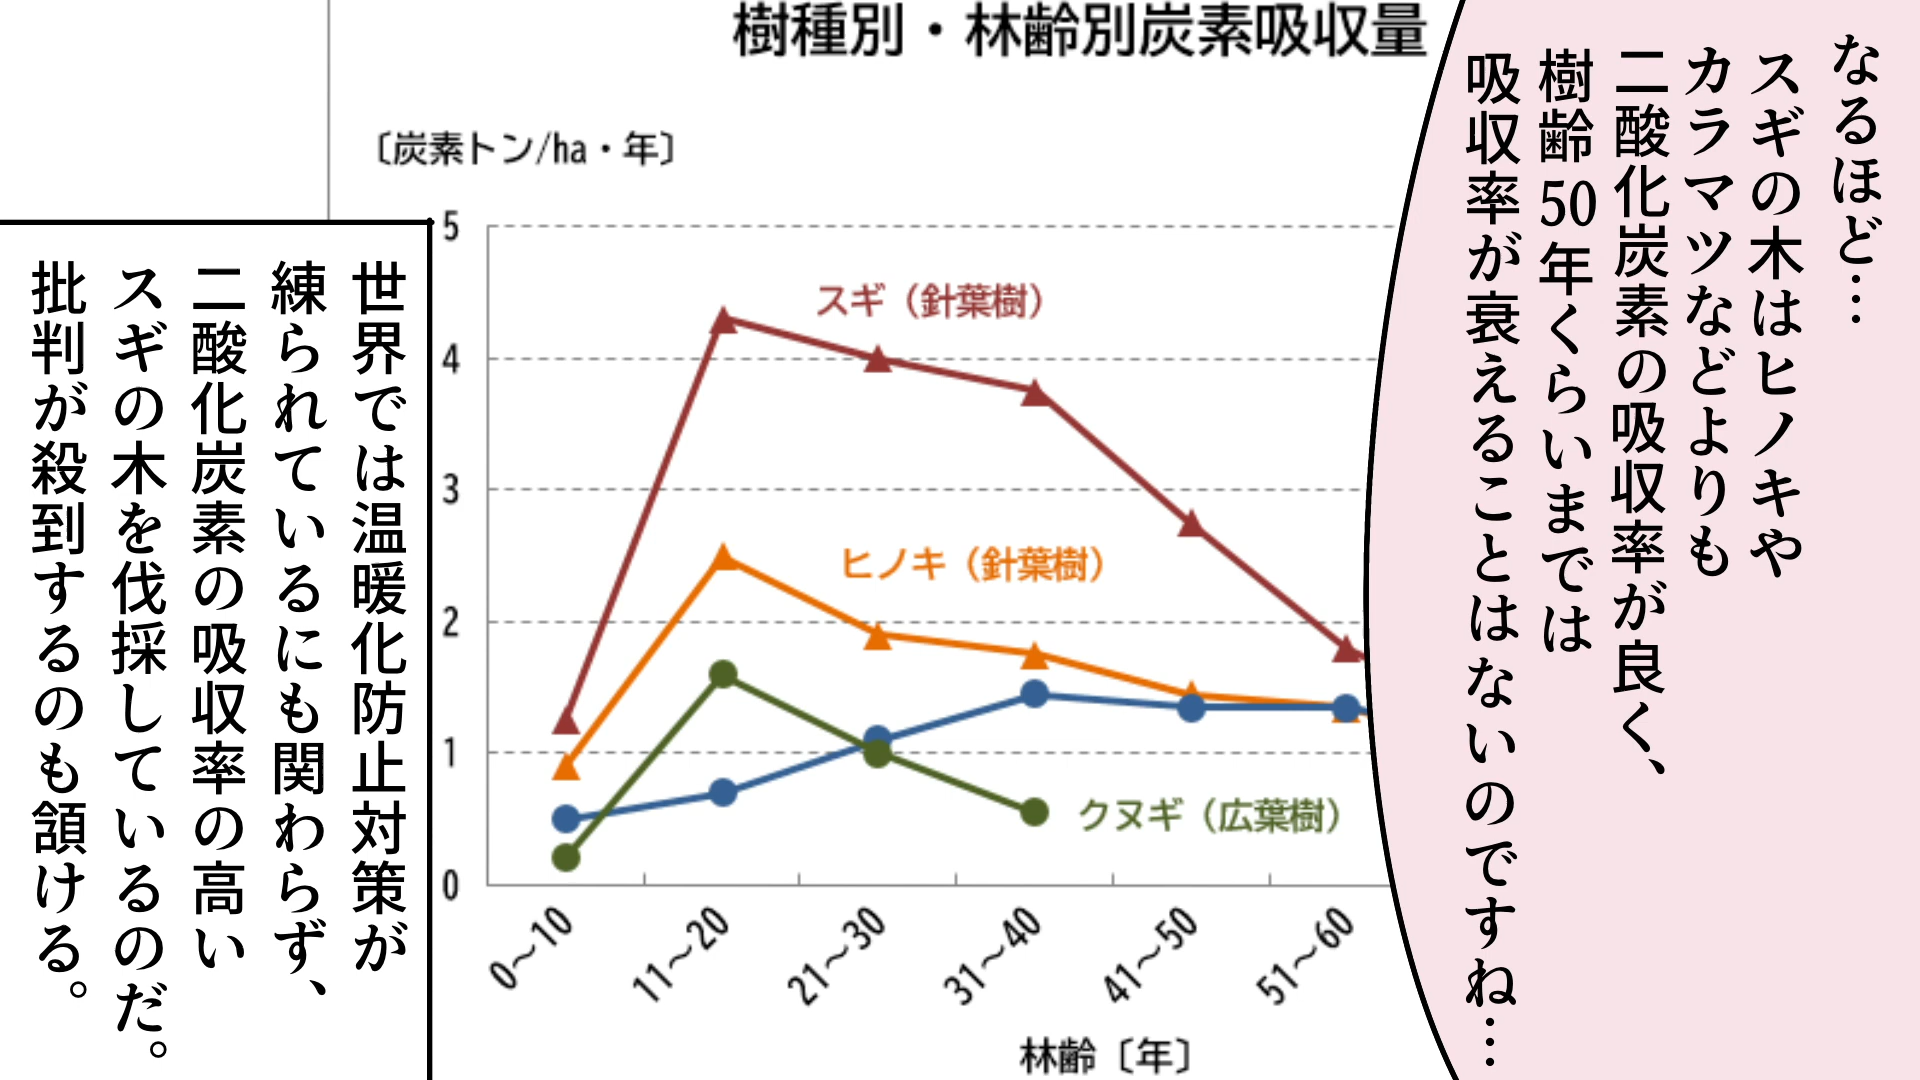 樹種別・林齢別炭素吸収量
〔炭素トン/ha・年〕
5
4
3
2
1
0
スギ（針葉樹）
ヒノキ（針葉樹）
クヌギ（広葉樹）
0～10
11～20
21～30
31～40
41～50
51～60
林齢〔年〕
なるほど…
スギの木はヒノキや
カラマツなどよりも
二酸化炭素の吸収率が良く、
樹齢50年くらいまでは
吸収率が衰えることはないのですね…
世界では温暖化防止対策が
練られているにも関わらず、
二酸化炭素の吸収率の高い
スギの木を伐採しているのだ。
批判が殺到するのも頷ける。